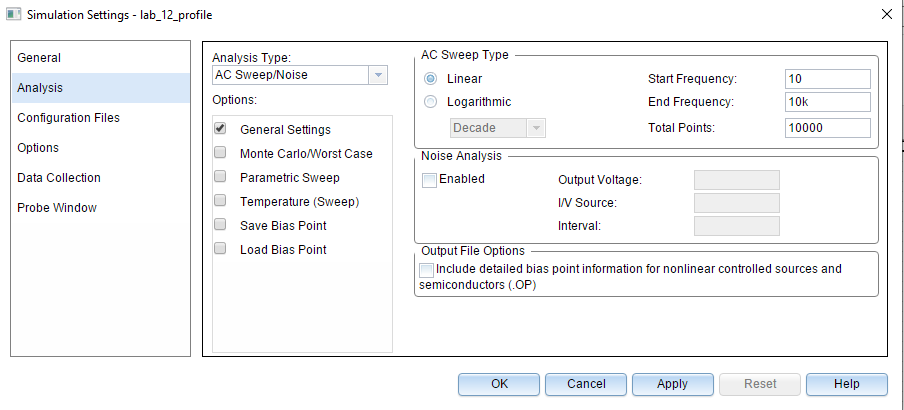 Simulation Settings - lab_12_profile
General
Analysis
Configuration Files
Options
Data Collection
Probe Window
Analysis Type:
AC Sweep/Noise
Options:
General Settings
Monte Carlo/Worst Case
Parametric Sweep
Temperature (Sweep)
Save Bias Point
Load Bias Point
AC Sweep Type
Linear
Logarithmic
Decade
Start Frequency: 10
End Frequency: 10k
Total Points: 10000
Noise Analysis
Enabled
Output Voltage:
I/V Source:
Interval:
Output File Options
Include detailed bias point information for nonlinear controlled sources and
semiconductors (.OP)
OK Cancel Apply Reset Help